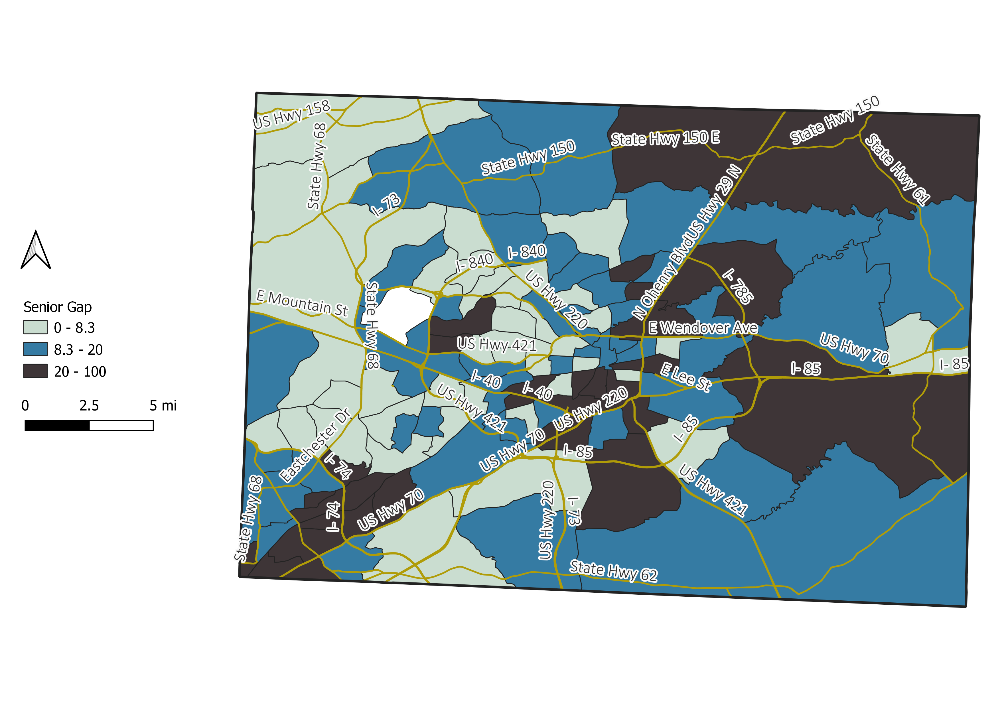 US Hwy 158
State Hwy 68
State Hwy 150
State Hwy 150 E
State Hwy 150
State Hwy 61
I- 73
N Ohenry Blvd
US Hwy 29 N
I- 840
I- 840
US Hwy 220
I- 785
E Mountain St
State Hwy 68
E Wendover Ave
US Hwy 70
US Hwy 421
I- 85
I- 85
I- 40
I- 40
E Lee St
US Hwy 421
US Hwy 220
Eastchester Dr
I- 85
US Hwy 70
I- 85
I- 74
State Hwy 68
US Hwy 421
US Hwy 70
I- 74
US Hwy 220
I- 73
State Hwy 62
Senior Gap
0 - 8.3
8.3 - 20
20 - 100
0 2.5 5 mi